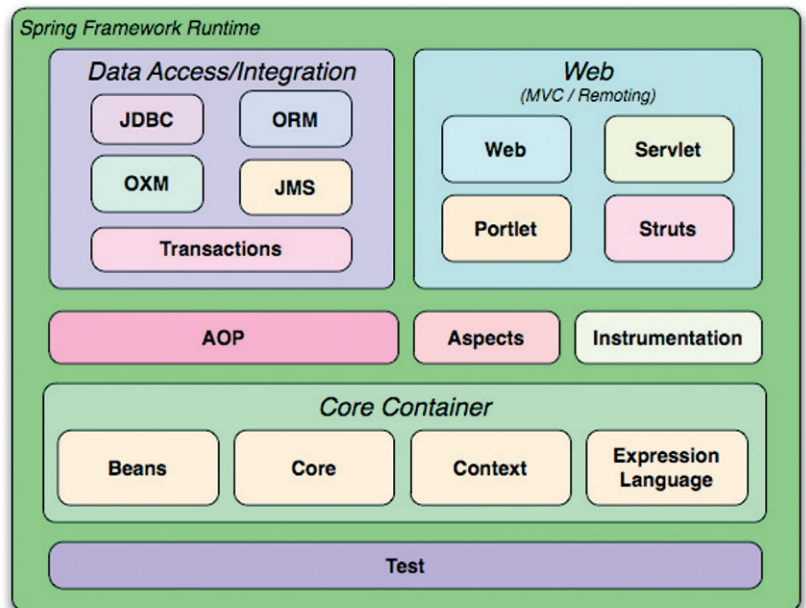 Spring Framework Runtime
Data Access/Integration
JDBC
ORM
OXM
JMS
Transactions
Web
(MVC / Remoting)
Web
Servlet
Portlet
Struts
AOP
Aspects
Instrumentation
Core Container
Beans
Core
Context
Expression
Language
Test